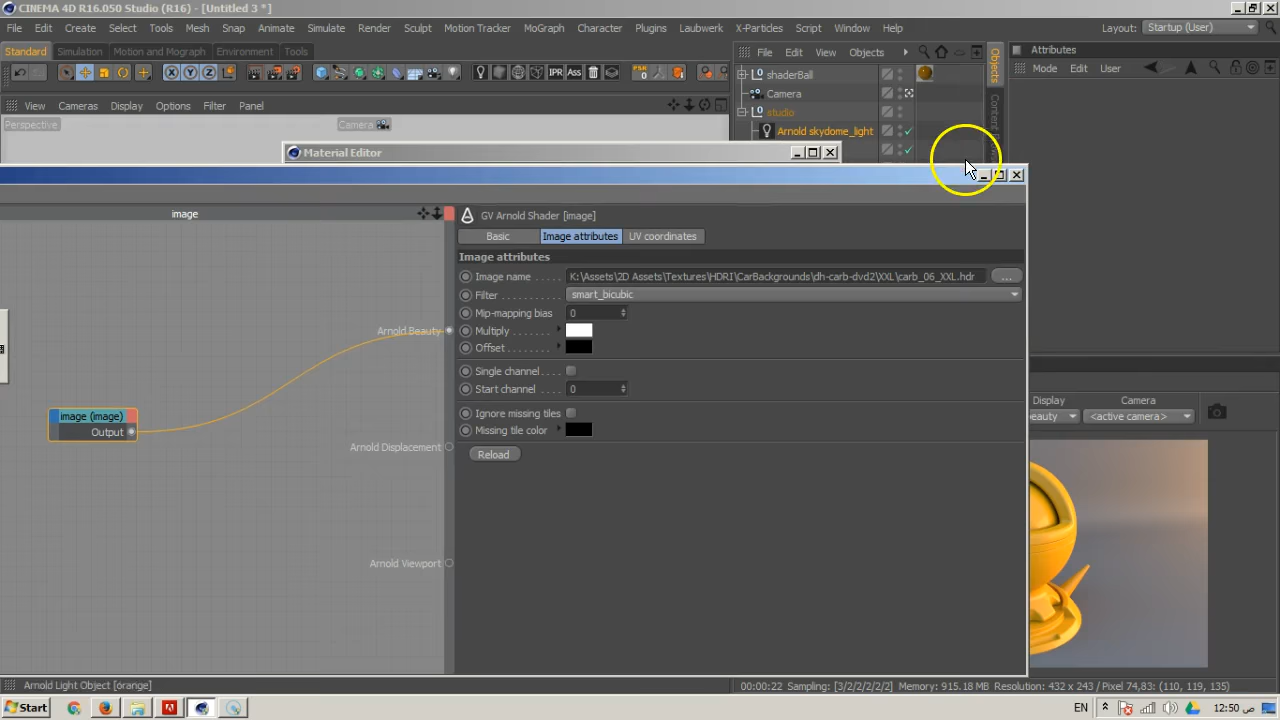 CINEMA 4D R16.050 Studio (R16) - [Untitled 3 *]
File Edit Create Select Tools Mesh Snap Animate Simulate Render Sculpt Motion Tracker MoGraph Character Plugins Laubwerk X-Particles Script Window Help Layout: Startup (User)
Standard Simulation Motion and Mograph Environment Tools
File Edit View Objects
Objects
Attributes
Mode Edit User
IPR Ass
PSR
0
X Y Z
shaderBall
Camera
studio
Arnold skydome_light
View Cameras Display Options Filter Panel
Perspective
Camera
Material Editor
image
GV Arnold Shader [image]
Basic Image attributes UV coordinates
Image attributes
Image name K:\Assets\2D Assets\Textures\HDRI\CarBackgrounds\dh-carb-dvd2\XXL\carb_06_XXL.hdr ...
Filter smart_bicubic
Mip-mapping bias 0
Multiply
Offset
Single channel
Start channel 0
Ignore missing tiles
Missing tile color
Reload
Arnold Beauty
image (image)
Output
Arnold Displacement
Arnold Viewport
Display Camera
eauty <active camera>
Arnold Light Object [orange]
00:00:22 Sampling: [3/2/2/2/2] Memory: 915.18 MB Resolution: 432 x 243 / Pixel 74,83: (110, 119, 135)
Start
EN
12:50 ص